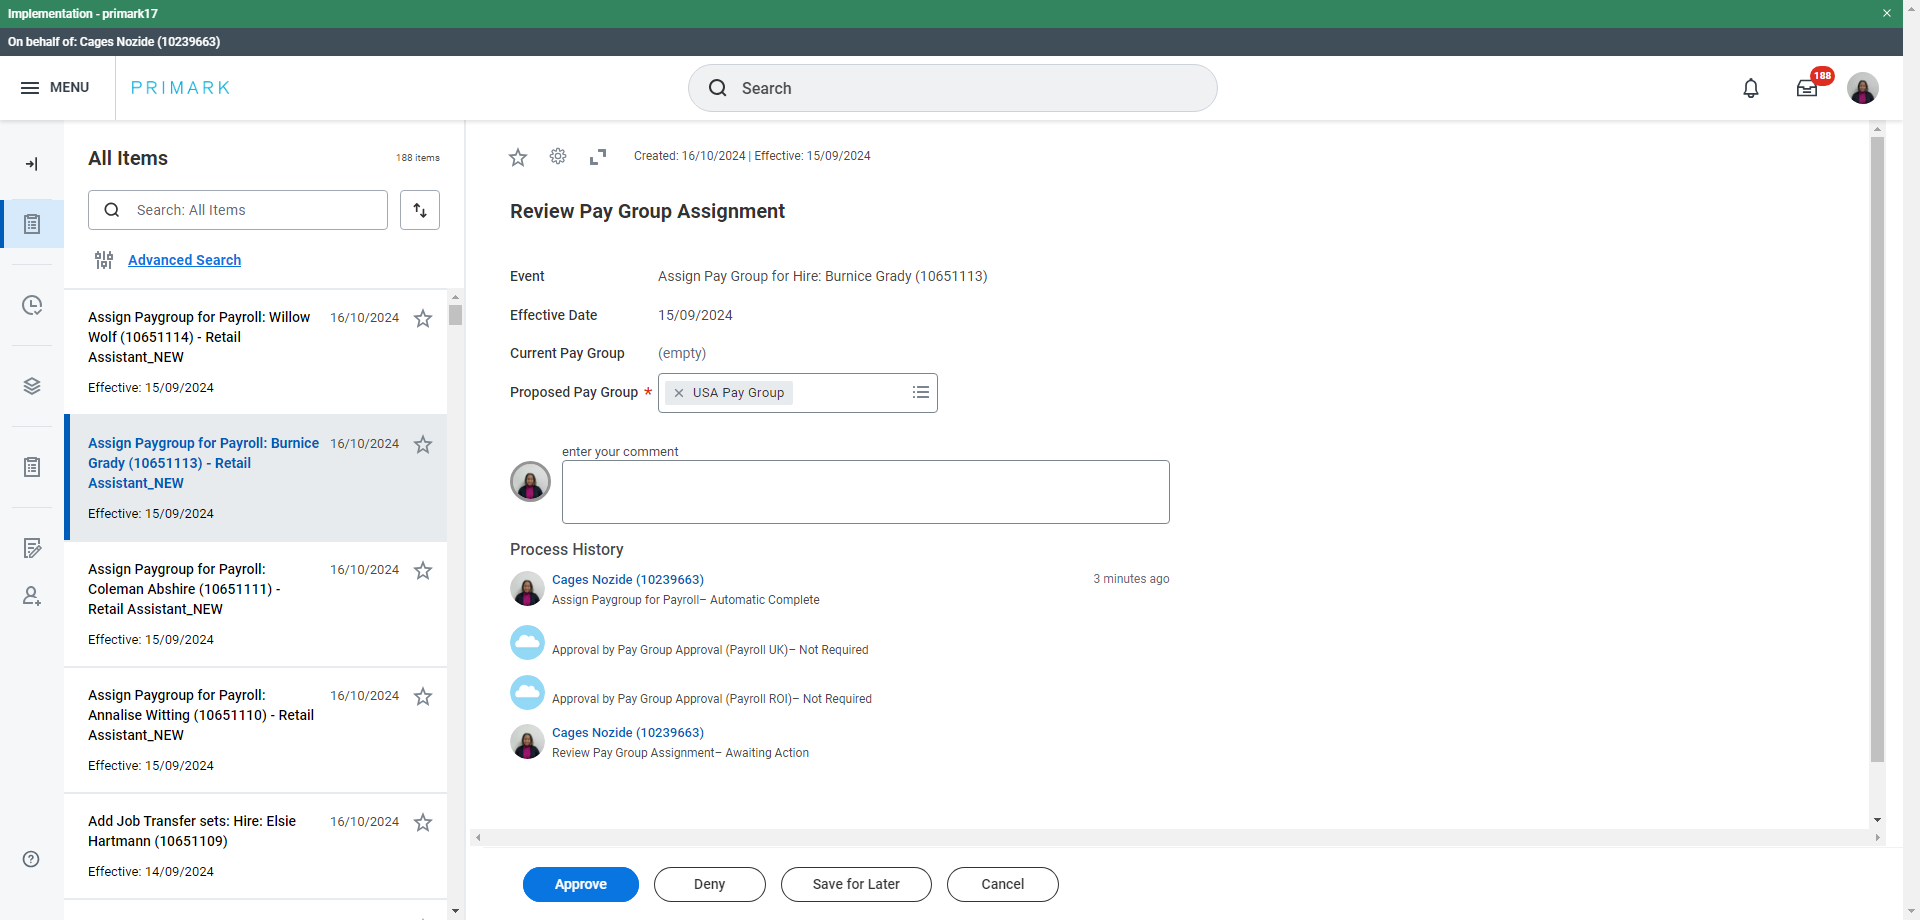 Implementation - primark17
On behalf of: Cages Nozide (10239663)
MENU
PRIMARK
Search
188
All Items
188 items
Search: All Items
Advanced Search
Assign Paygroup for Payroll: Willow
Wolf (10651114) - Retail
Assistant_NEW
16/10/2024
Effective: 15/09/2024
Assign Paygroup for Payroll: Burnice
Grady (10651113) - Retail
Assistant_NEW
16/10/2024
Effective: 15/09/2024
Assign Paygroup for Payroll:
Coleman Abshire (10651111) -
Retail Assistant_NEW
16/10/2024
Effective: 15/09/2024
Assign Paygroup for Payroll:
Annalise Witting (10651110) - Retail
Assistant_NEW
16/10/2024
Effective: 15/09/2024
Add Job Transfer sets: Hire: Elsie
Hartmann (10651109)
16/10/2024
Effective: 14/09/2024
Created: 16/10/2024 | Effective: 15/09/2024
Review Pay Group Assignment
Event Assign Pay Group for Hire: Burnice Grady (10651113)
Effective Date 15/09/2024
Current Pay Group (empty)
Proposed Pay Group * USA Pay Group
enter your comment
Process History
Cages Nozide (10239663) 3 minutes ago
Assign Paygroup for Payroll– Automatic Complete
Approval by Pay Group Approval (Payroll UK)– Not Required
Approval by Pay Group Approval (Payroll ROI)– Not Required
Cages Nozide (10239663)
Review Pay Group Assignment– Awaiting Action
Approve Deny Save for Later Cancel